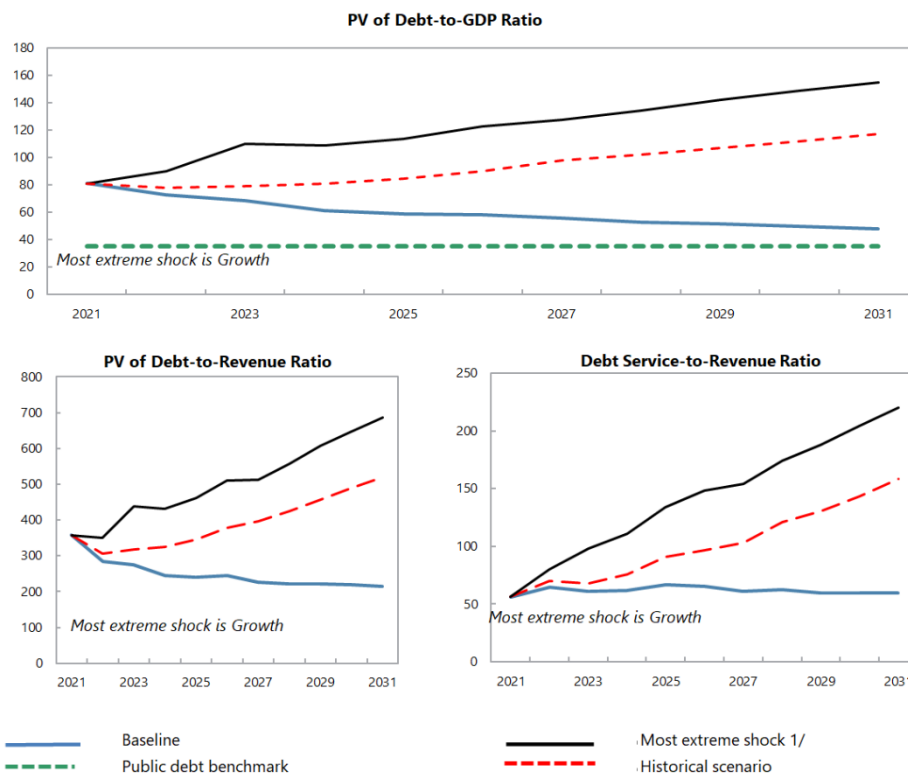 PV of Debt-to-GDP Ratio
180
160
140
120
100
80
60
40
20
0
Most extreme shock is Growth
2021 2023 2025 2027 2029 2031
PV of Debt-to-Revenue Ratio
800
700
600
500
400
300
200
100
0
Most extreme shock is Growth
2021 2023 2025 2027 2029 2031
Debt Service-to-Revenue Ratio
250
200
150
100
50
0
Most extreme shock is Growth
2021 2023 2025 2027 2029 2031
Baseline
Most extreme shock 1/
Public debt benchmark
Historical scenario